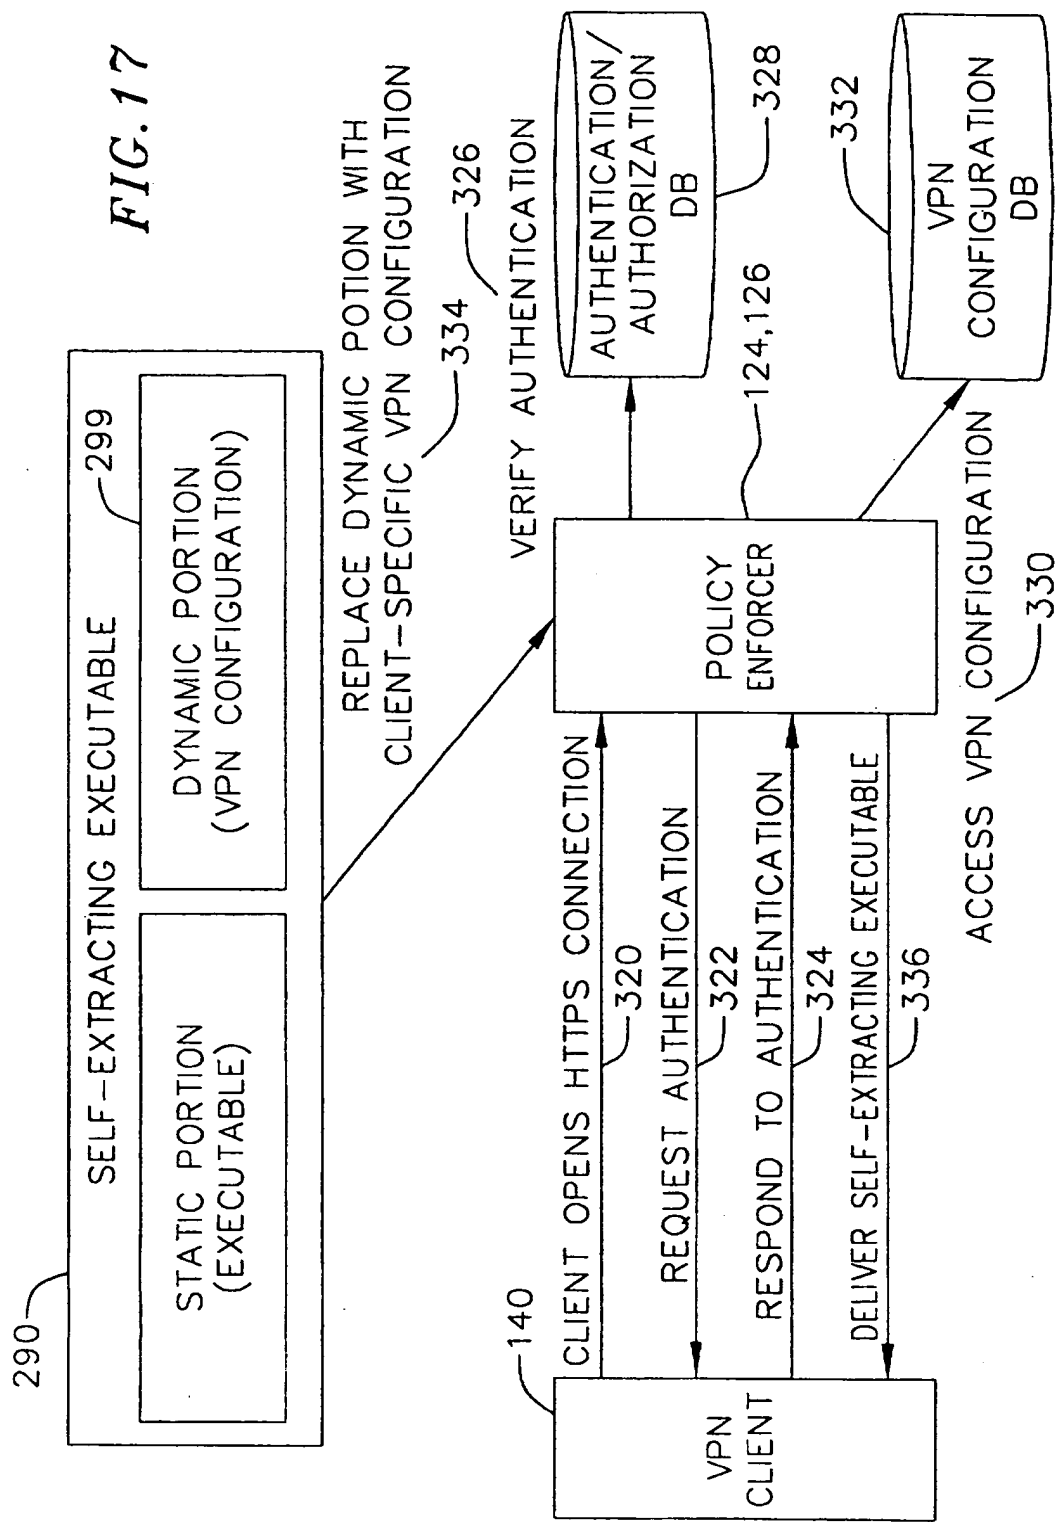 FIG. 17
290
SELF-EXTRACTING EXECUTABLE
STATIC PORTION
(EXECUTABLE)
299
DYNAMIC PORTION
(VPN CONFIGURATION)
REPLACE DYNAMIC POTION WITH
CLIENT-SPECIFIC VPN CONFIGURATION
334
326
VERIFY AUTHENTICATION
140
VPN
CLIENT
CLIENT OPENS HTTPS CONNECTION
320
REQUEST AUTHENTICATION
322
RESPOND TO AUTHENTICATION
324
DELIVER SELF-EXTRACTING EXECUTABLE
336
POLICY
ENFORCER
124,126
AUTHENTICATION/
AUTHORIZATION
DB
328
332
VPN
CONFIGURATION
DB
ACCESS VPN CONFIGURATION
330